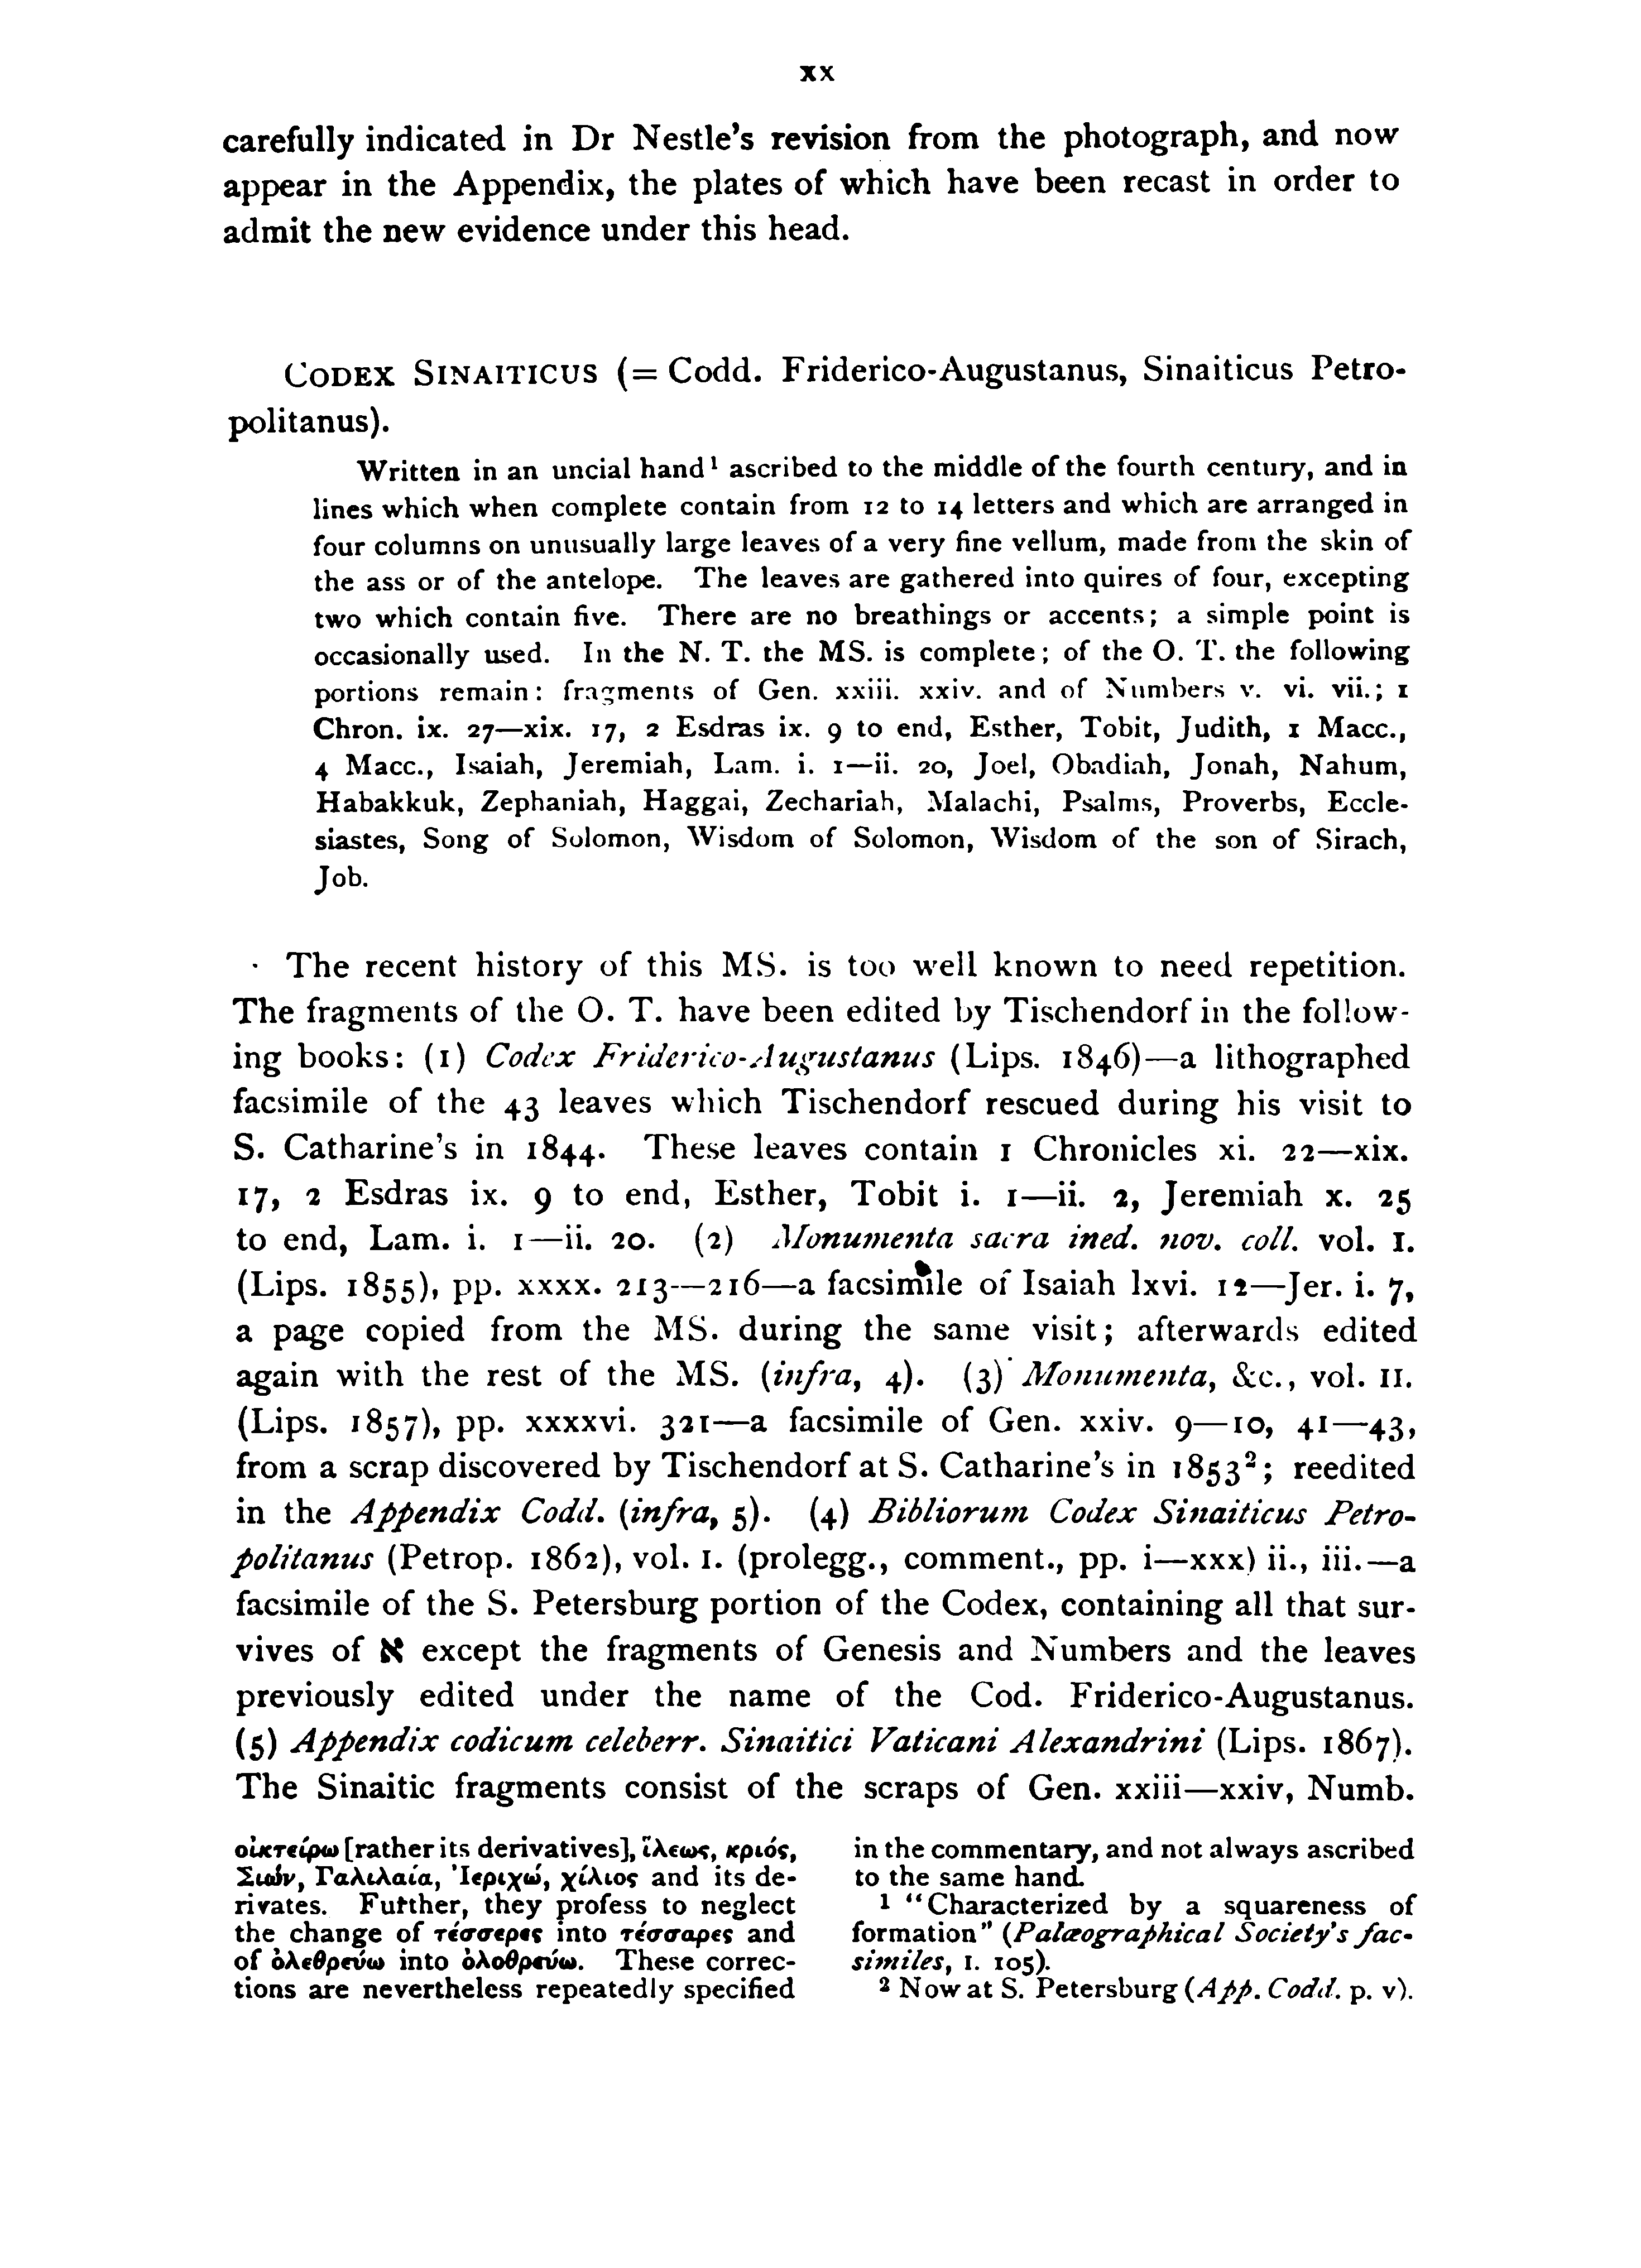 xx
carefully indicated in Dr Nestle's revision from the photograph, and now
appear in the Appendix, the plates of which have been recast in order to
admit the new evidence under this head.
CODEX SINAITICUS (= Codd. Friderico-Augustanus, Sinaiticus Petro-
politanus).
Written in an uncial hand¹ ascribed to the middle of the fourth century, and in
lines which when complete contain from 12 to 14 letters and which are arranged in
four columns on unusually large leaves of a very fine vellum, made from the skin of
the ass or of the antelope. The leaves are gathered into quires of four, excepting
two which contain five. There are no breathings or accents; a simple point is
occasionally used. In the N. T. the MS. is complete; of the O. T. the following
portions remain: fragments of Gen. xxiii. xxiv. and of Numbers v. vi. vii.; 1
Chron. ix. 27—xix. 17, 2 Esdras ix. 9 to end, Esther, Tobit, Judith, 1 Macc.,
4 Macc., Isaiah, Jeremiah, Lam. i. 1—ii. 20, Joel, Obadiah, Jonah, Nahum,
Habakkuk, Zephaniah, Haggai, Zechariah, Malachi, Psalms, Proverbs, Eccle-
siastes, Song of Solomon, Wisdom of Solomon, Wisdom of the son of Sirach,
Job.
The recent history of this MS. is too well known to need repetition.
The fragments of the O. T. have been edited by Tischendorf in the follow-
ing books: (1) Codex Friderico-Augustanus (Lips. 1846)—a lithographed
facsimile of the 43 leaves which Tischendorf rescued during his visit to
S. Catharine's in 1844. These leaves contain 1 Chronicles xi. 22—xix.
17, 2 Esdras ix. 9 to end, Esther, Tobit i. 1—ii. 2, Jeremiah x. 25
to end, Lam. i. 1—ii. 20. (2) Monumenta sacra ined. nov. coll. vol. I.
(Lips. 1855), pp. xxxx. 213—216—a facsimile of Isaiah lxvi. 12—Jer. i. 7,
a page copied from the MS. during the same visit; afterwards edited
again with the rest of the MS. (infra, 4). (3) Monumenta, &c., vol. II.
(Lips. 1857), pp. xxxxvi. 321—a facsimile of Gen. xxiv. 9—10, 41—43,
from a scrap discovered by Tischendorf at S. Catharine's in 1853²; reedited
in the Appendix Codd. (infra, 5). (4) Bibliorum Codex Sinaiticus Petro-
politanus (Petrop. 1862), vol. I. (prolegg., comment., pp. i—xxx) ii., iii.—a
facsimile of the S. Petersburg portion of the Codex, containing all that sur-
vives of א except the fragments of Genesis and Numbers and the leaves
previously edited under the name of the Cod. Friderico-Augustanus.
(5) Appendix codicum celeberr. Sinaitici Vaticani Alexandrini (Lips. 1867).
The Sinaitic fragments consist of the scraps of Gen. xxiii—xxiv, Numb.
οἰκτείρω [rather its derivatives], ἵλεως, κριός,
Σιών, Γαλιλαία, Ἰεριχώ, χίλιος and its de-
rivates. Further, they profess to neglect
the change of τέσσερες into τέσσαρες and
of ὀλεθρεύω into ὀλοθρεύω. These correc-
tions are nevertheless repeatedly specified
in the commentary, and not always ascribed
to the same hand.
¹ "Characterized by a squareness of
formation" (Palæographical Society's fac-
similes, I. 105).
² Now at S. Petersburg (App. Codd. p. v).